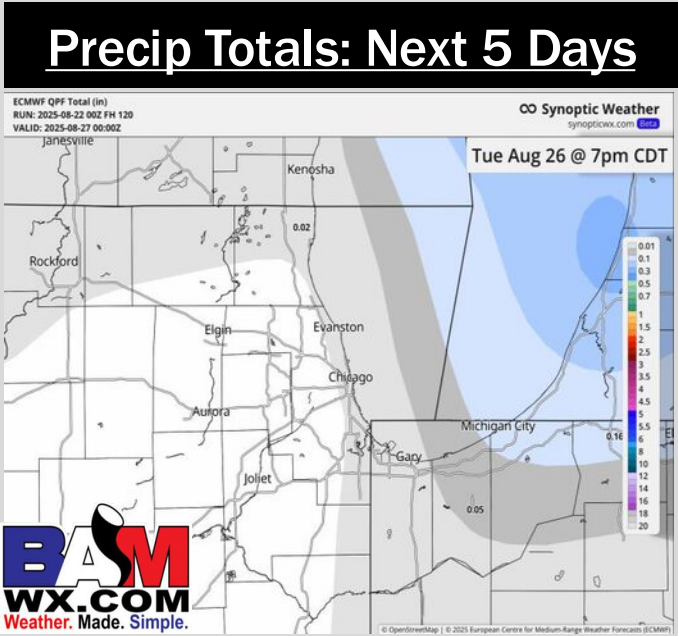 Precip Totals: Next 5 Days
ECMWF QPF Total (in)
RUN: 2025-08-22 00Z FH 120
VALID: 2025-08-27 00:00Z
Synoptic Weather
synopticwx.com Beta
Tue Aug 26 @ 7pm CDT
Janesville
Kenosha
0.02
Rockford
Elgin
Evanston
Chicago
Aurora
Michigan City
0.16
El
Gary
Joliet
0.05
0.01
0.1
0.3
0.5
0.7
1
1.5
2
2.5
3
3.5
4
4.5
5
5.5
6
8
10
12
14
16
18
20
BAM
WX.COM
Weather. Made. Simple.
© OpenStreetMap | © 2025 European Centre for Medium-Range Weather Forecasts (ECMWF)